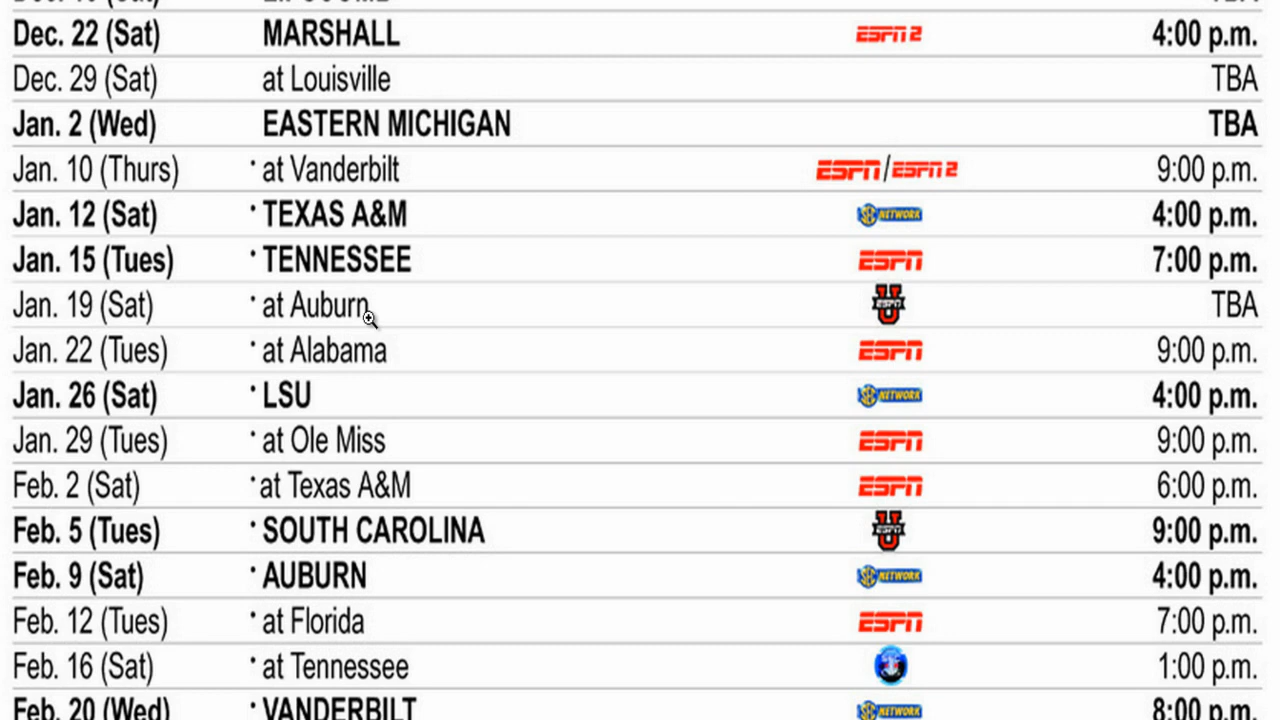 Dec. 22 (Sat) MARSHALL ESPN 2 4:00 p.m.
Dec. 29 (Sat) at Louisville TBA
Jan. 2 (Wed) EASTERN MICHIGAN TBA
Jan. 10 (Thurs) • at Vanderbilt ESPN/ESPN 2 9:00 p.m.
Jan. 12 (Sat) • TEXAS A&M SEC NETWORK 4:00 p.m.
Jan. 15 (Tues) • TENNESSEE ESPN 7:00 p.m.
Jan. 19 (Sat) • at Auburn ESPN U TBA
Jan. 22 (Tues) • at Alabama ESPN 9:00 p.m.
Jan. 26 (Sat) • LSU SEC NETWORK 4:00 p.m.
Jan. 29 (Tues) • at Ole Miss ESPN 9:00 p.m.
Feb. 2 (Sat) • at Texas A&M ESPN 6:00 p.m.
Feb. 5 (Tues) • SOUTH CAROLINA ESPN U 9:00 p.m.
Feb. 9 (Sat) • AUBURN SEC NETWORK 4:00 p.m.
Feb. 12 (Tues) • at Florida ESPN 7:00 p.m.
Feb. 16 (Sat) • at Tennessee 1:00 p.m.
Feb. 20 (Wed) • VANDERBILT SEC NETWORK 8:00 p.m.